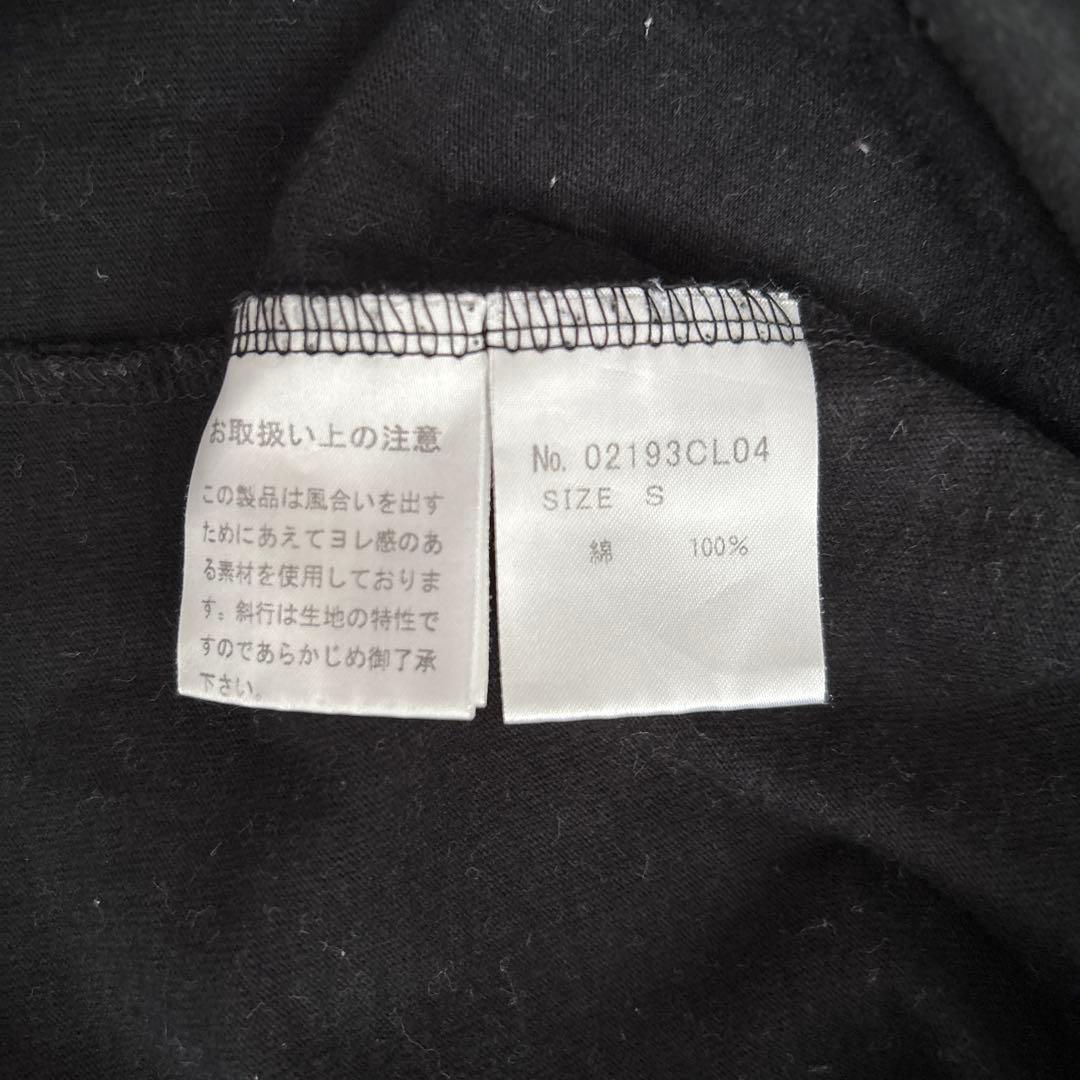 お取扱い上の注意
この製品は風合いを出す
ためにあえてヨレ感のあ
る素材を使用しておりま
す。斜行は生地の特性で
すのであらかじめ御了承
下さい。
No. 02193CL04
SIZE S
綿 100%